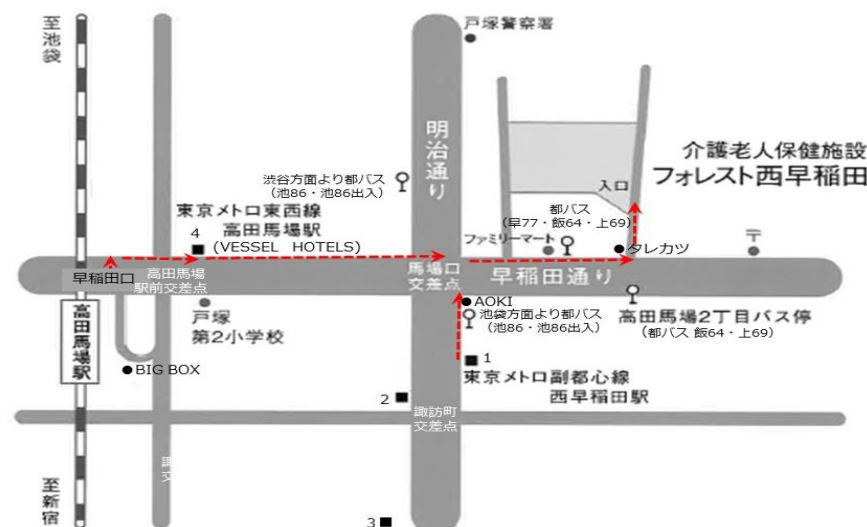 至池袋
戸塚警察署
明治通り
渋谷方面より都バス
(池86・池86出入)
東京メトロ東西線
4 高田馬場駅
(VESSEL HOTELS)
介護老人保健施設
フォレスト西早稲田
入口
都バス
(早77・飯64・上69)
ファミリーマート
タレカツ
〒
早稲田口
高田馬場
駅前交差点
馬場口
交差点
早稲田通り
高田馬場駅
戸塚
第2小学校
AOKI
池袋方面より都バス
(池86・池86出入)
高田馬場2丁目バス停
(都バス 飯64・上69)
BIG BOX
1
東京メトロ副都心線
西早稲田駅
2
諏訪町
交差点
至新宿
3